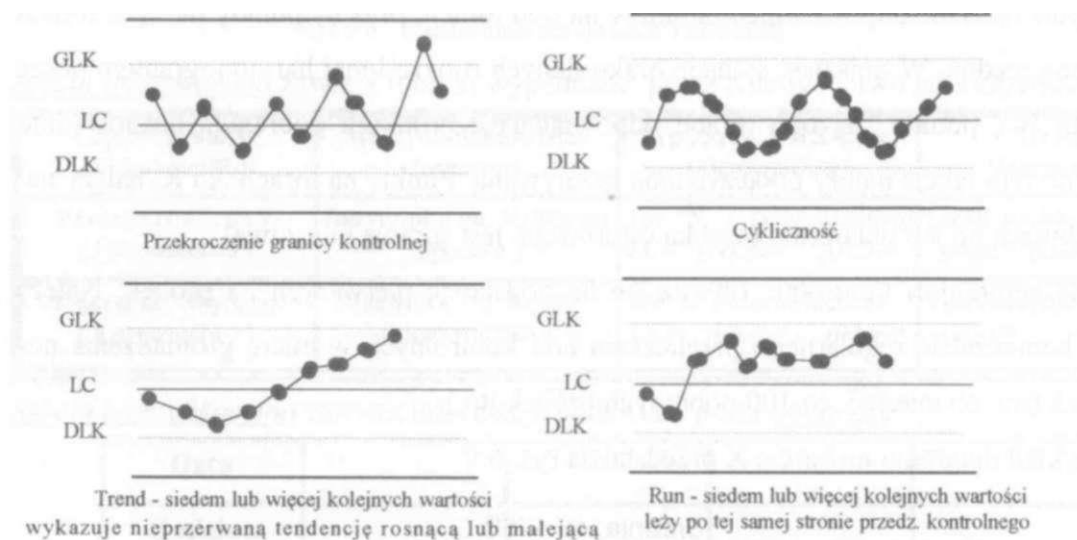 GLK
LC
DLK
Przekroczenie granicy kontrolnej
GLK
LC
DLK
Cykliczność
GLK
LC
DLK
Trend - siedem lub więcej kolejnych wartości
wykazuje nieprzerwaną tendencję rosnącą lub malejącą
GLK
LC
DLK
Run - siedem lub więcej kolejnych wartości
leży po tej samej stronie przedz. kontrolnego